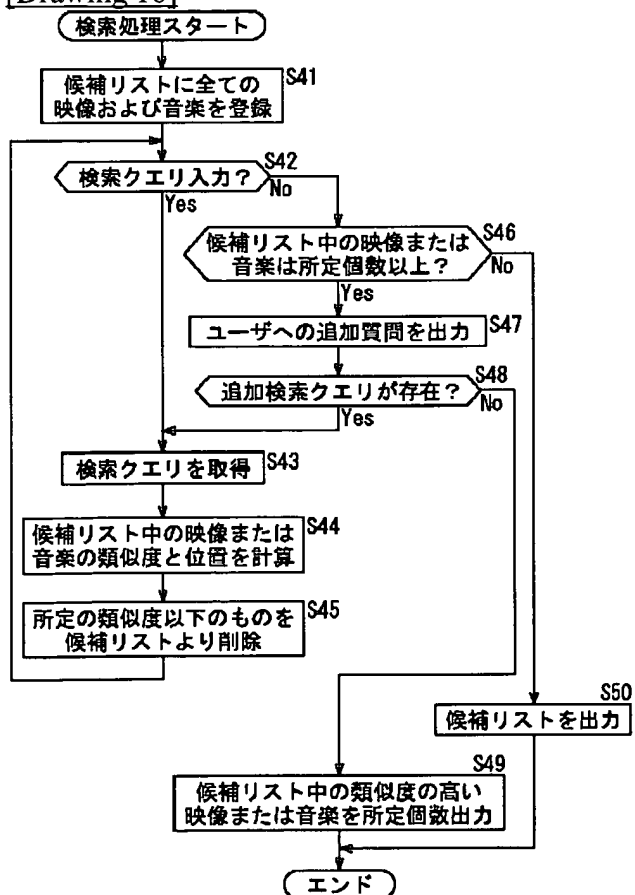 [Drawing 10]
検索処理スタート
S41
候補リストに全ての
映像および音楽を登録
S42
検索クエリ入力?
No
Yes
S46
候補リスト中の映像または
音楽は所定個数以上?
No
Yes
ユーザへの追加質問を出力
S47
S48
追加検索クエリが存在?
No
Yes
検索クエリを取得
S43
候補リスト中の映像または
音楽の類似度と位置を計算
S44
所定の類似度以下のものを
候補リストより削除
S45
S50
候補リストを出力
S49
候補リスト中の類似度の高い
映像または音楽を所定個数出力
エンド